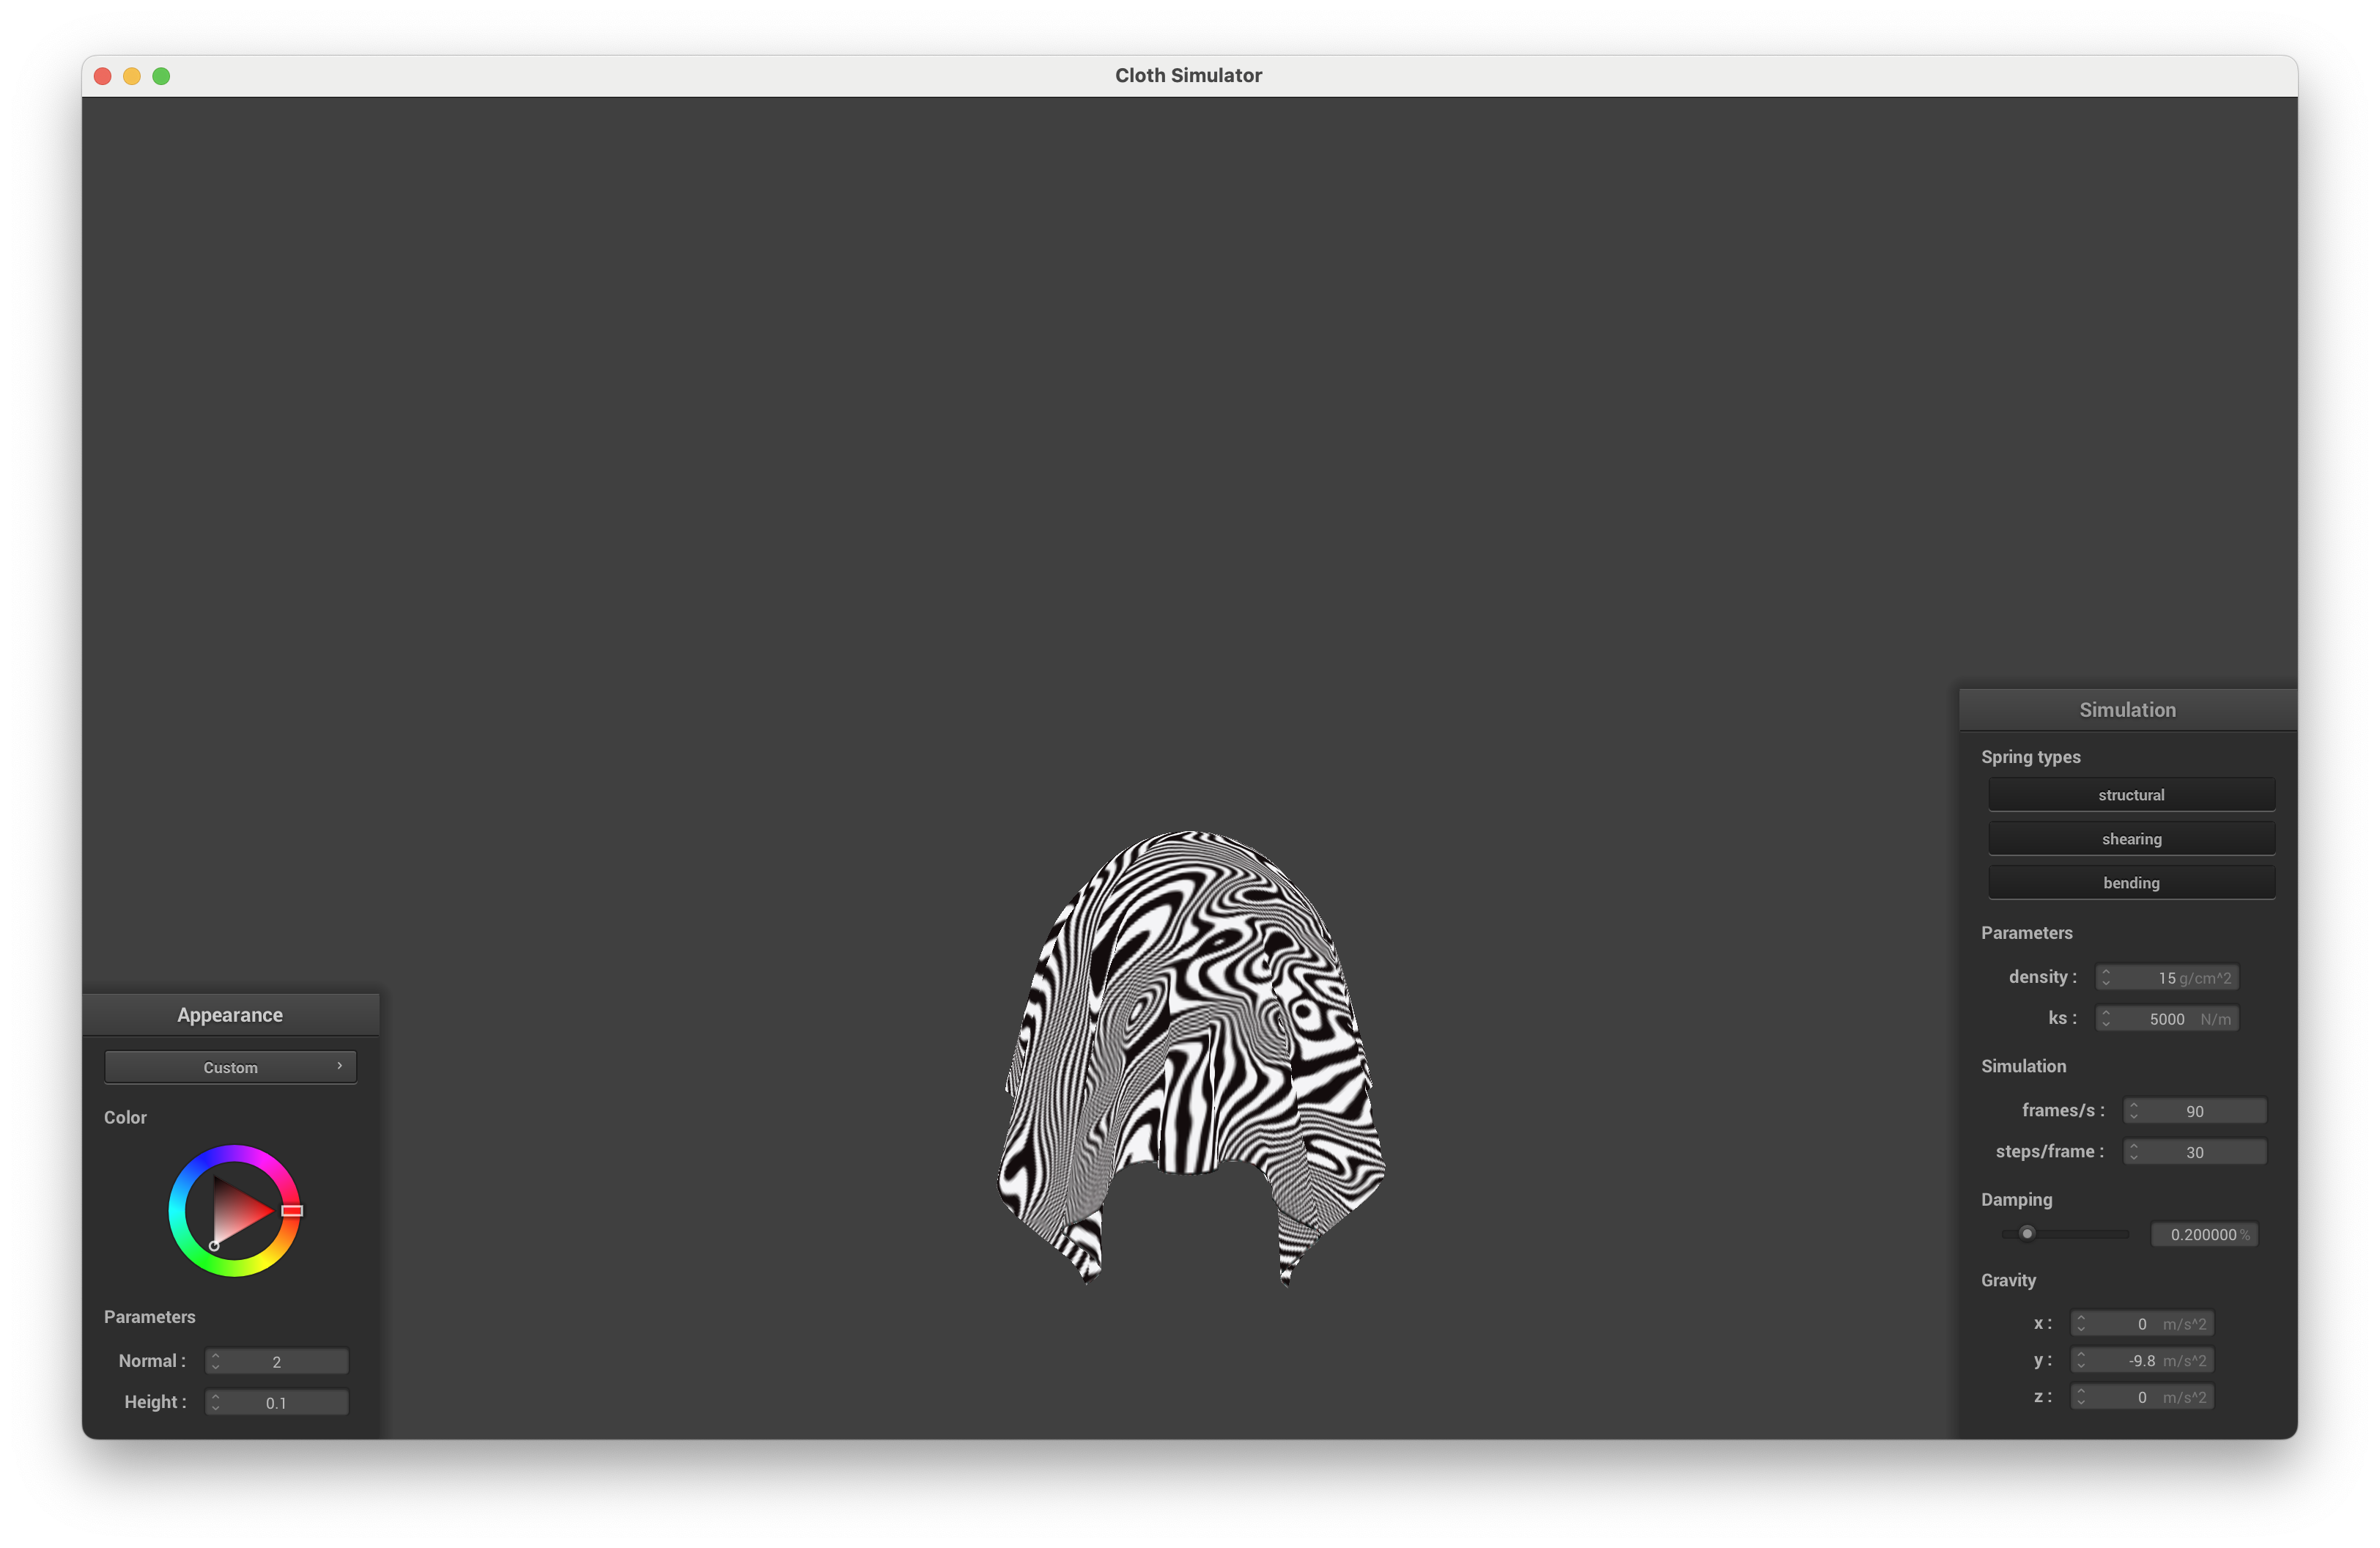 Cloth Simulator
Simulation
Spring types
structural
shearing
bending
Parameters
density : 15 g/cm^2
ks : 5000 N/m
Simulation
frames/s : 90
steps/frame : 30
Damping
0.200000 %
Gravity
x : 0 m/s^2
y : -9.8 m/s^2
z : 0 m/s^2
Appearance
Custom
Color
Parameters
Normal : 2
Height : 0.1